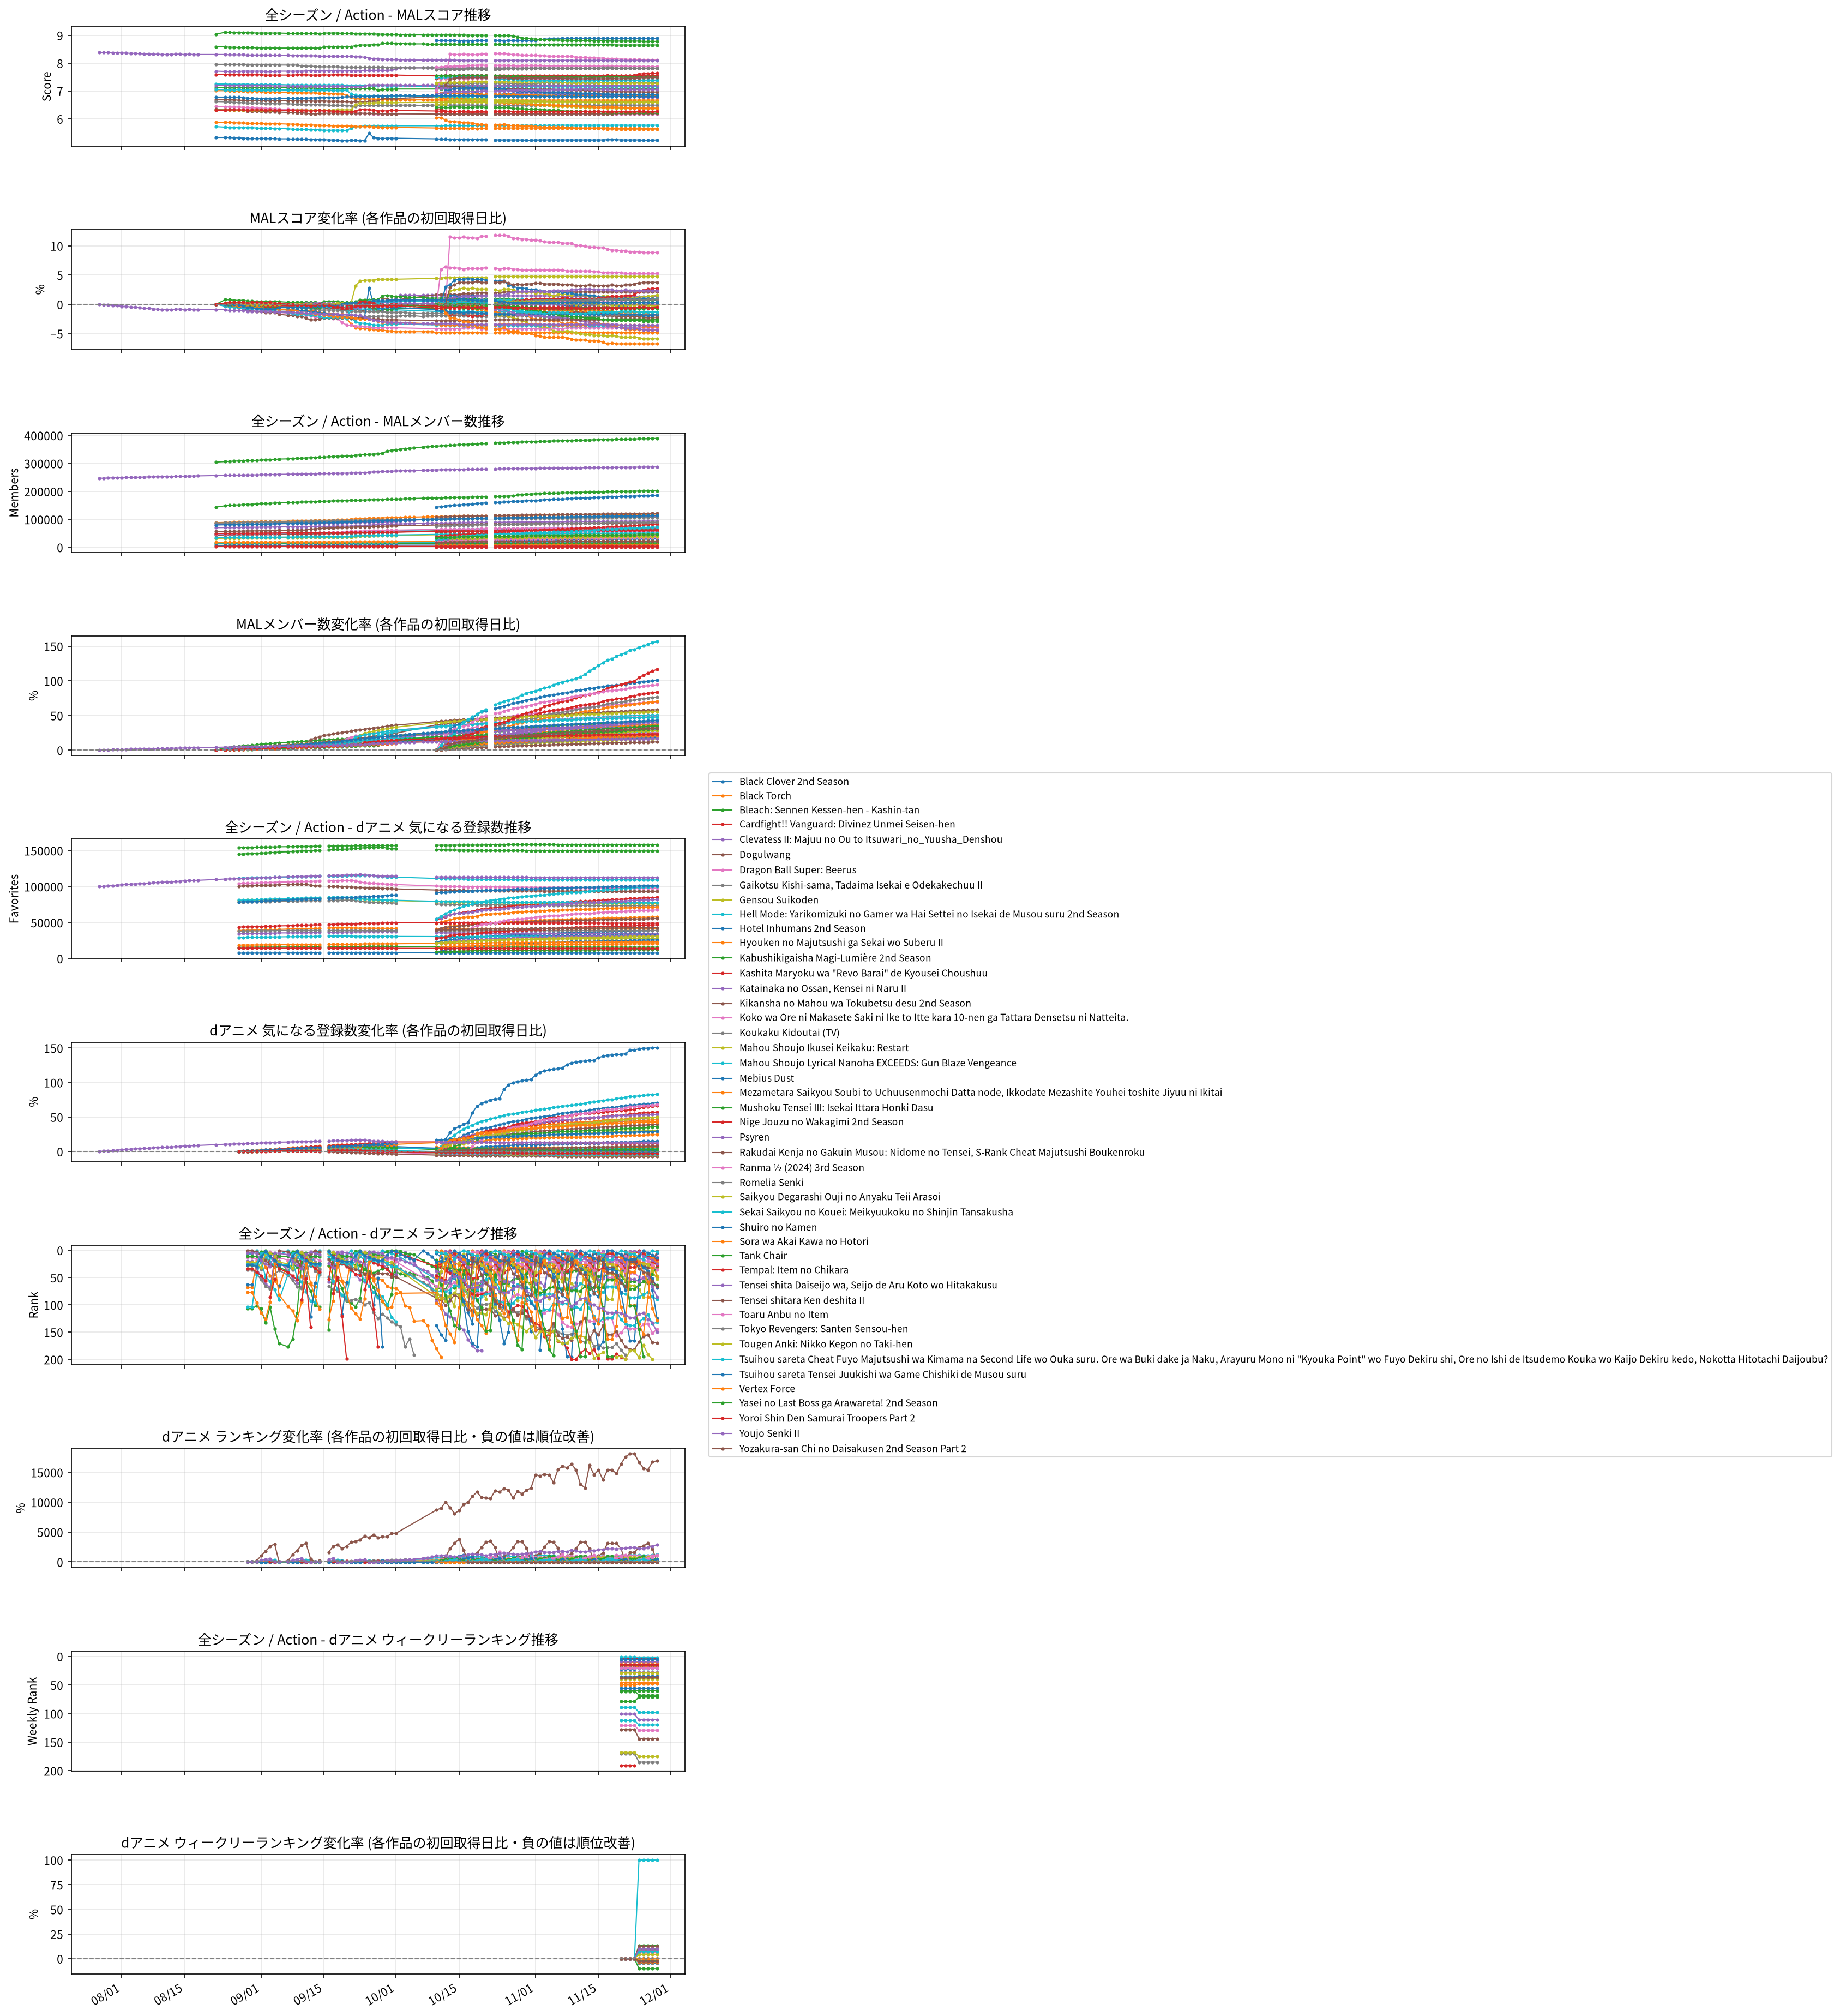 全シーズン / Action - MALスコア推移
9
8
7
6
Score
MALスコア変化率 (各作品の初回取得日比)
10
5
0
−5
%
全シーズン / Action - MALメンバー数推移
400000
300000
200000
100000
0
Members
MALメンバー数変化率 (各作品の初回取得日比)
150
100
50
0
%
全シーズン / Action - dアニメ 気になる登録数推移
150000
100000
50000
0
Favorites
dアニメ 気になる登録数変化率 (各作品の初回取得日比)
150
100
50
0
%
全シーズン / Action - dアニメ ランキング推移
0
50
100
150
200
Rank
dアニメ ランキング変化率 (各作品の初回取得日比・負の値は順位改善)
15000
10000
5000
0
%
全シーズン / Action - dアニメ ウィークリーランキング推移
0
50
100
150
200
Weekly Rank
dアニメ ウィークリーランキング変化率 (各作品の初回取得日比・負の値は順位改善)
100
75
50
25
0
%
08/01
08/15
09/01
09/15
10/01
10/15
11/01
11/15
12/01
Black Clover 2nd Season
Black Torch
Bleach: Sennen Kessen-hen - Kashin-tan
Cardfight!! Vanguard: Divinez Unmei Seisen-hen
Clevatess II: Majuu no Ou to Itsuwari_no_Yuusha_Denshou
Dogulwang
Dragon Ball Super: Beerus
Gaikotsu Kishi-sama, Tadaima Isekai e Odekakechuu II
Gensou Suikoden
Hell Mode: Yarikomizuki no Gamer wa Hai Settei no Isekai de Musou suru 2nd Season
Hotel Inhumans 2nd Season
Hyouken no Majutsushi ga Sekai wo Suberu II
Kabushikigaisha Magi-Lumière 2nd Season
Kashita Maryoku wa "Revo Barai" de Kyousei Choushuu
Katainaka no Ossan, Kensei ni Naru II
Kikansha no Mahou wa Tokubetsu desu 2nd Season
Koko wa Ore ni Makasete Saki ni Ike to Itte kara 10-nen ga Tattara Densetsu ni Natteita.
Koukaku Kidoutai (TV)
Mahou Shoujo Ikusei Keikaku: Restart
Mahou Shoujo Lyrical Nanoha EXCEEDS: Gun Blaze Vengeance
Mebius Dust
Mezametara Saikyou Soubi to Uchuusenmochi Datta node, Ikkodate Mezashite Youhei toshite Jiyuu ni Ikitai
Mushoku Tensei III: Isekai Ittara Honki Dasu
Nige Jouzu no Wakagimi 2nd Season
Psyren
Rakudai Kenja no Gakuin Musou: Nidome no Tensei, S-Rank Cheat Majutsushi Boukenroku
Ranma ½ (2024) 3rd Season
Romelia Senki
Saikyou Degarashi Ouji no Anyaku Teii Arasoi
Sekai Saikyou no Kouei: Meikyuukoku no Shinjin Tansakusha
Shuiro no Kamen
Sora wa Akai Kawa no Hotori
Tank Chair
Tempal: Item no Chikara
Tensei shita Daiseijo wa, Seijo de Aru Koto wo Hitakakusu
Tensei shitara Ken deshita II
Toaru Anbu no Item
Tokyo Revengers: Santen Sensou-hen
Tougen Anki: Nikko Kegon no Taki-hen
Tsuihou sareta Cheat Fuyo Majutsushi wa Kimama na Second Life wo Ouka suru. Ore wa Buki dake ja Naku, Arayuru Mono ni "Kyouka Point" wo Fuyo Dekiru shi, Ore no Ishi de Itsudemo Kouka wo Kaijo Dekiru kedo, Nokotta Hitotachi Daijoubu?
Tsuihou sareta Tensei Juukishi wa Game Chishiki de Musou suru
Vertex Force
Yasei no Last Boss ga Arawareta! 2nd Season
Yoroi Shin Den Samurai Troopers Part 2
Youjo Senki II
Yozakura-san Chi no Daisakusen 2nd Season Part 2